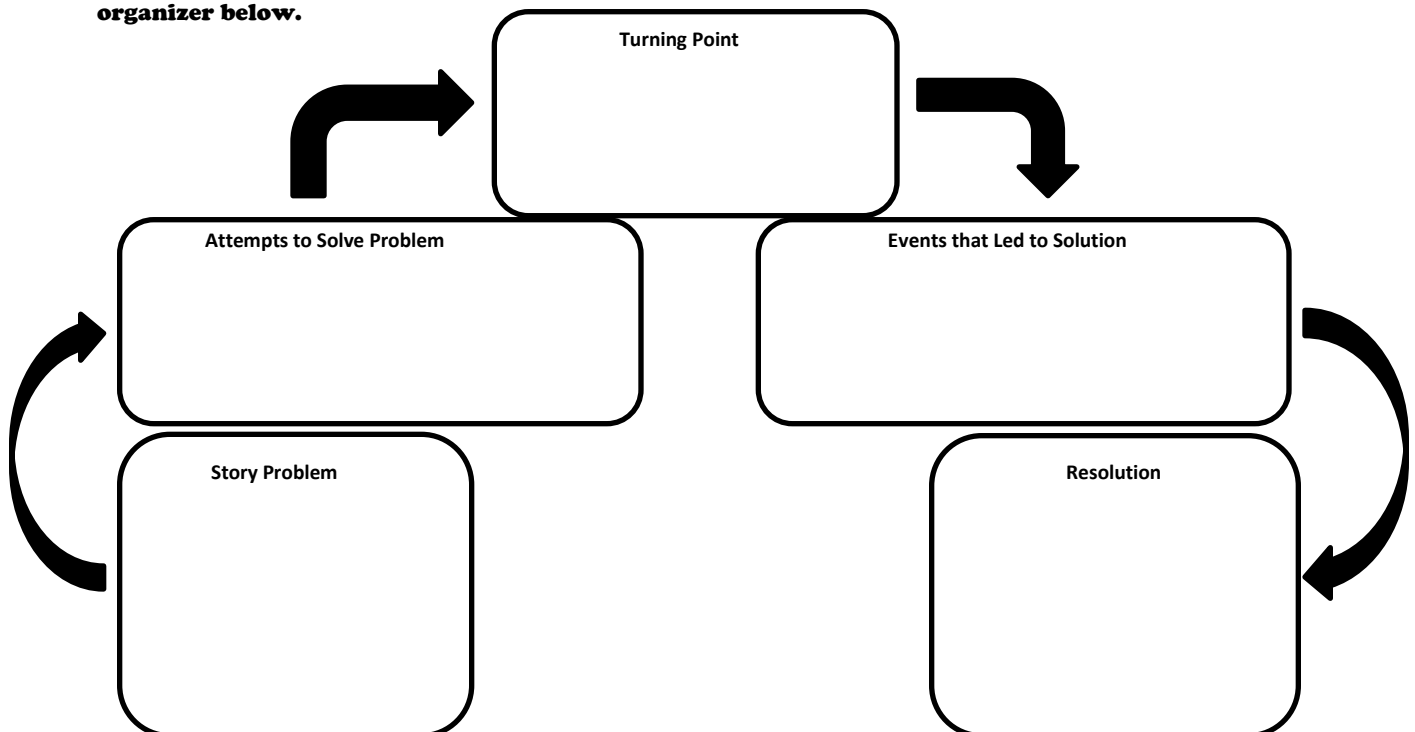 organizer below.
Turning Point
Attempts to Solve Problem
Events that Led to Solution
Story Problem
Resolution